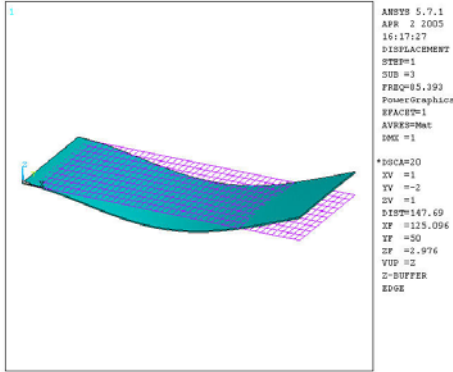 1
ANSYS 5.7.1
APR 2 2005
16:17:27
DISPLACEMENT
STEP=1
SUB =3
FREQ=85.393
PowerGraphics
EFACET=1
AVRES=Mat
DMX =1
*DSCA=20
XV =1
YV =-2
ZV =1
DIST=147.69
XF =125.096
YF =50
ZF =2.976
VUP =Z
Z-BUFFER
EDGE